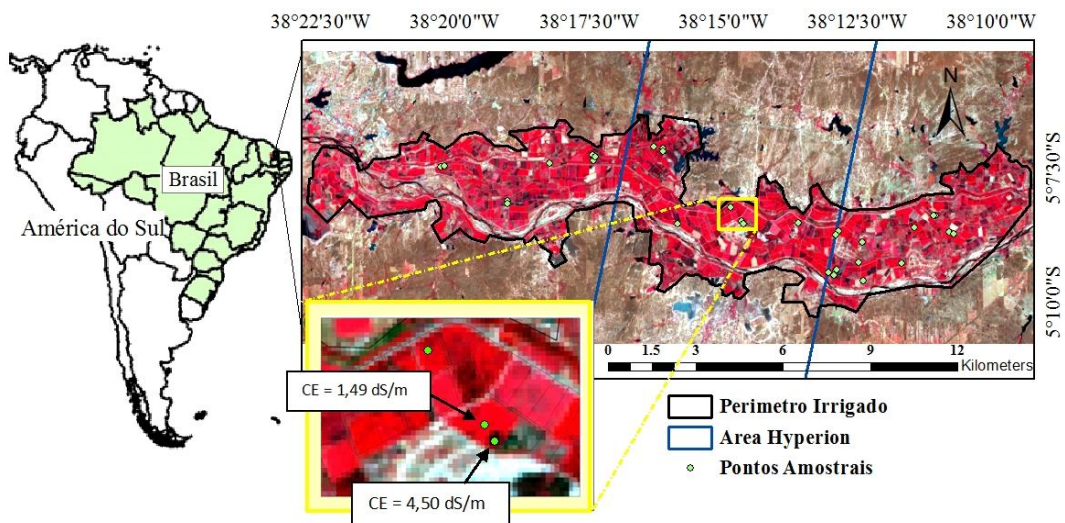 38°22'30"W 38°20'0"W 38°17'30"W 38°15'0"W 38°12'30"W 38°10'0"W
N
5°7'30"S
5°10'0"S
Brasil
América do Sul
0 1.5 3 6 9 12
Kilometers
CE = 1,49 dS/m
CE = 4,50 dS/m
Perimetro Irrigado
Area Hyperion
Pontos Amostrais